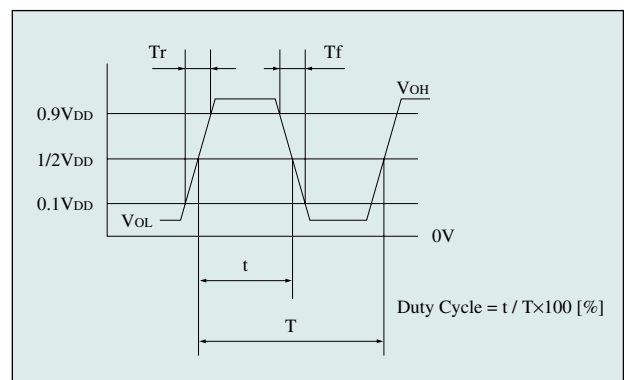 Tr
Tf
VOH
0.9VDD
1/2VDD
0.1VDD
VOL
0V
t
Duty Cycle = t / T×100 [%]
T